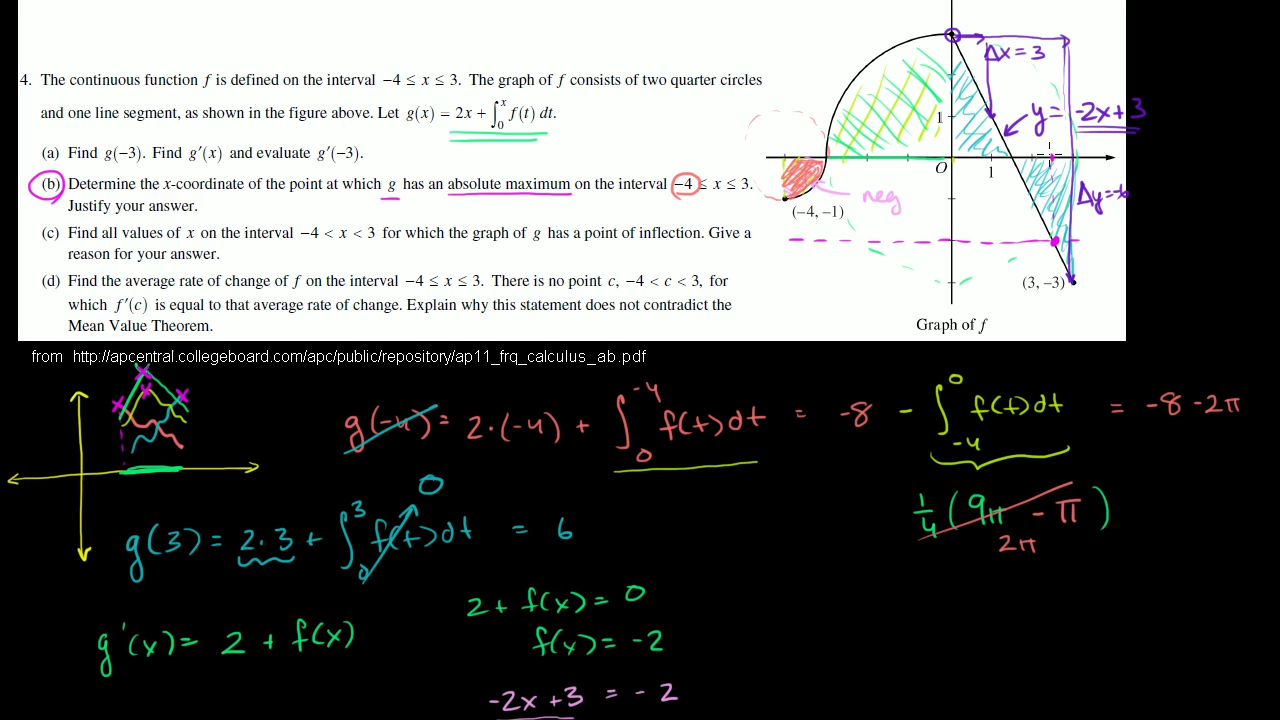 4. The continuous function f is defined on the interval −4 ≤ x ≤ 3. The graph of f consists of two quarter circles
and one line segment, as shown in the figure above. Let g(x) = 2x + ∫₀ˣ f(t) dt.
(a) Find g(−3). Find g′(x) and evaluate g′(−3).
(b) Determine the x-coordinate of the point at which g has an absolute maximum on the interval −4 ≤ x ≤ 3.
Justify your answer.
(c) Find all values of x on the interval −4 < x < 3 for which the graph of g has a point of inflection. Give a
reason for your answer.
(d) Find the average rate of change of f on the interval −4 ≤ x ≤ 3. There is no point c, −4 < c < 3, for
which f′(c) is equal to that average rate of change. Explain why this statement does not contradict the
Mean Value Theorem.
Δx=3
y = -2x+3
1
O
1
neg
(−4, −1)
(3, −3)
Graph of f
from http://apcentral.collegeboard.com/apc/public/repository/ap11_frq_calculus_ab.pdf
g(-4) = 2·(-4) + ∫₀⁻⁴ f(t)dt = -8 - ∫₋₄⁰ f(t)dt = -8-2π
1/4 (9π - π)
2π
g(3) = 2·3 + ∫₀³ f(t)dt = 6
0
g'(x) = 2 + f(x)
2 + f(x) = 0
f(x) = -2
-2x+3 = -2